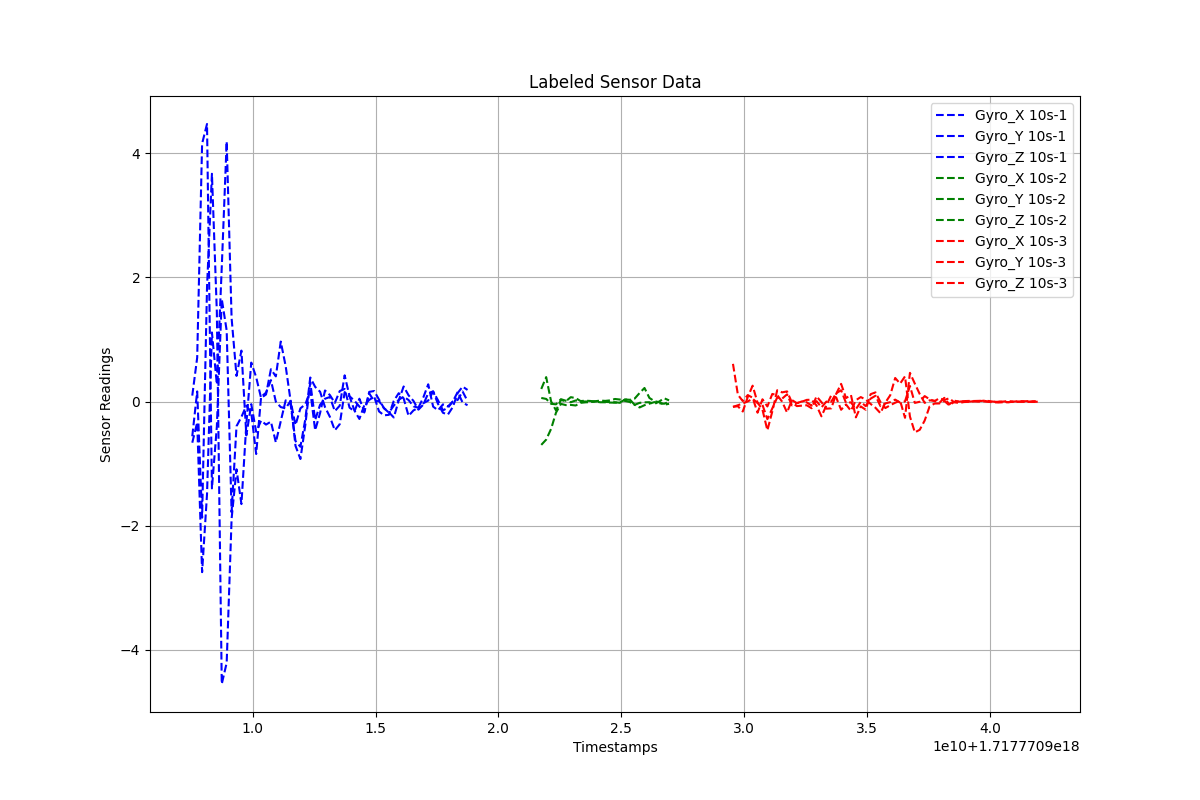 Labeled Sensor Data
Gyro_X 10s-1
Gyro_Y 10s-1
Gyro_Z 10s-1
Gyro_X 10s-2
Gyro_Y 10s-2
Gyro_Z 10s-2
Gyro_X 10s-3
Gyro_Y 10s-3
Gyro_Z 10s-3
Sensor Readings
4
2
0
−2
−4
1.0 1.5 2.0 2.5 3.0 3.5 4.0
Timestamps
1e10+1.7177709e18